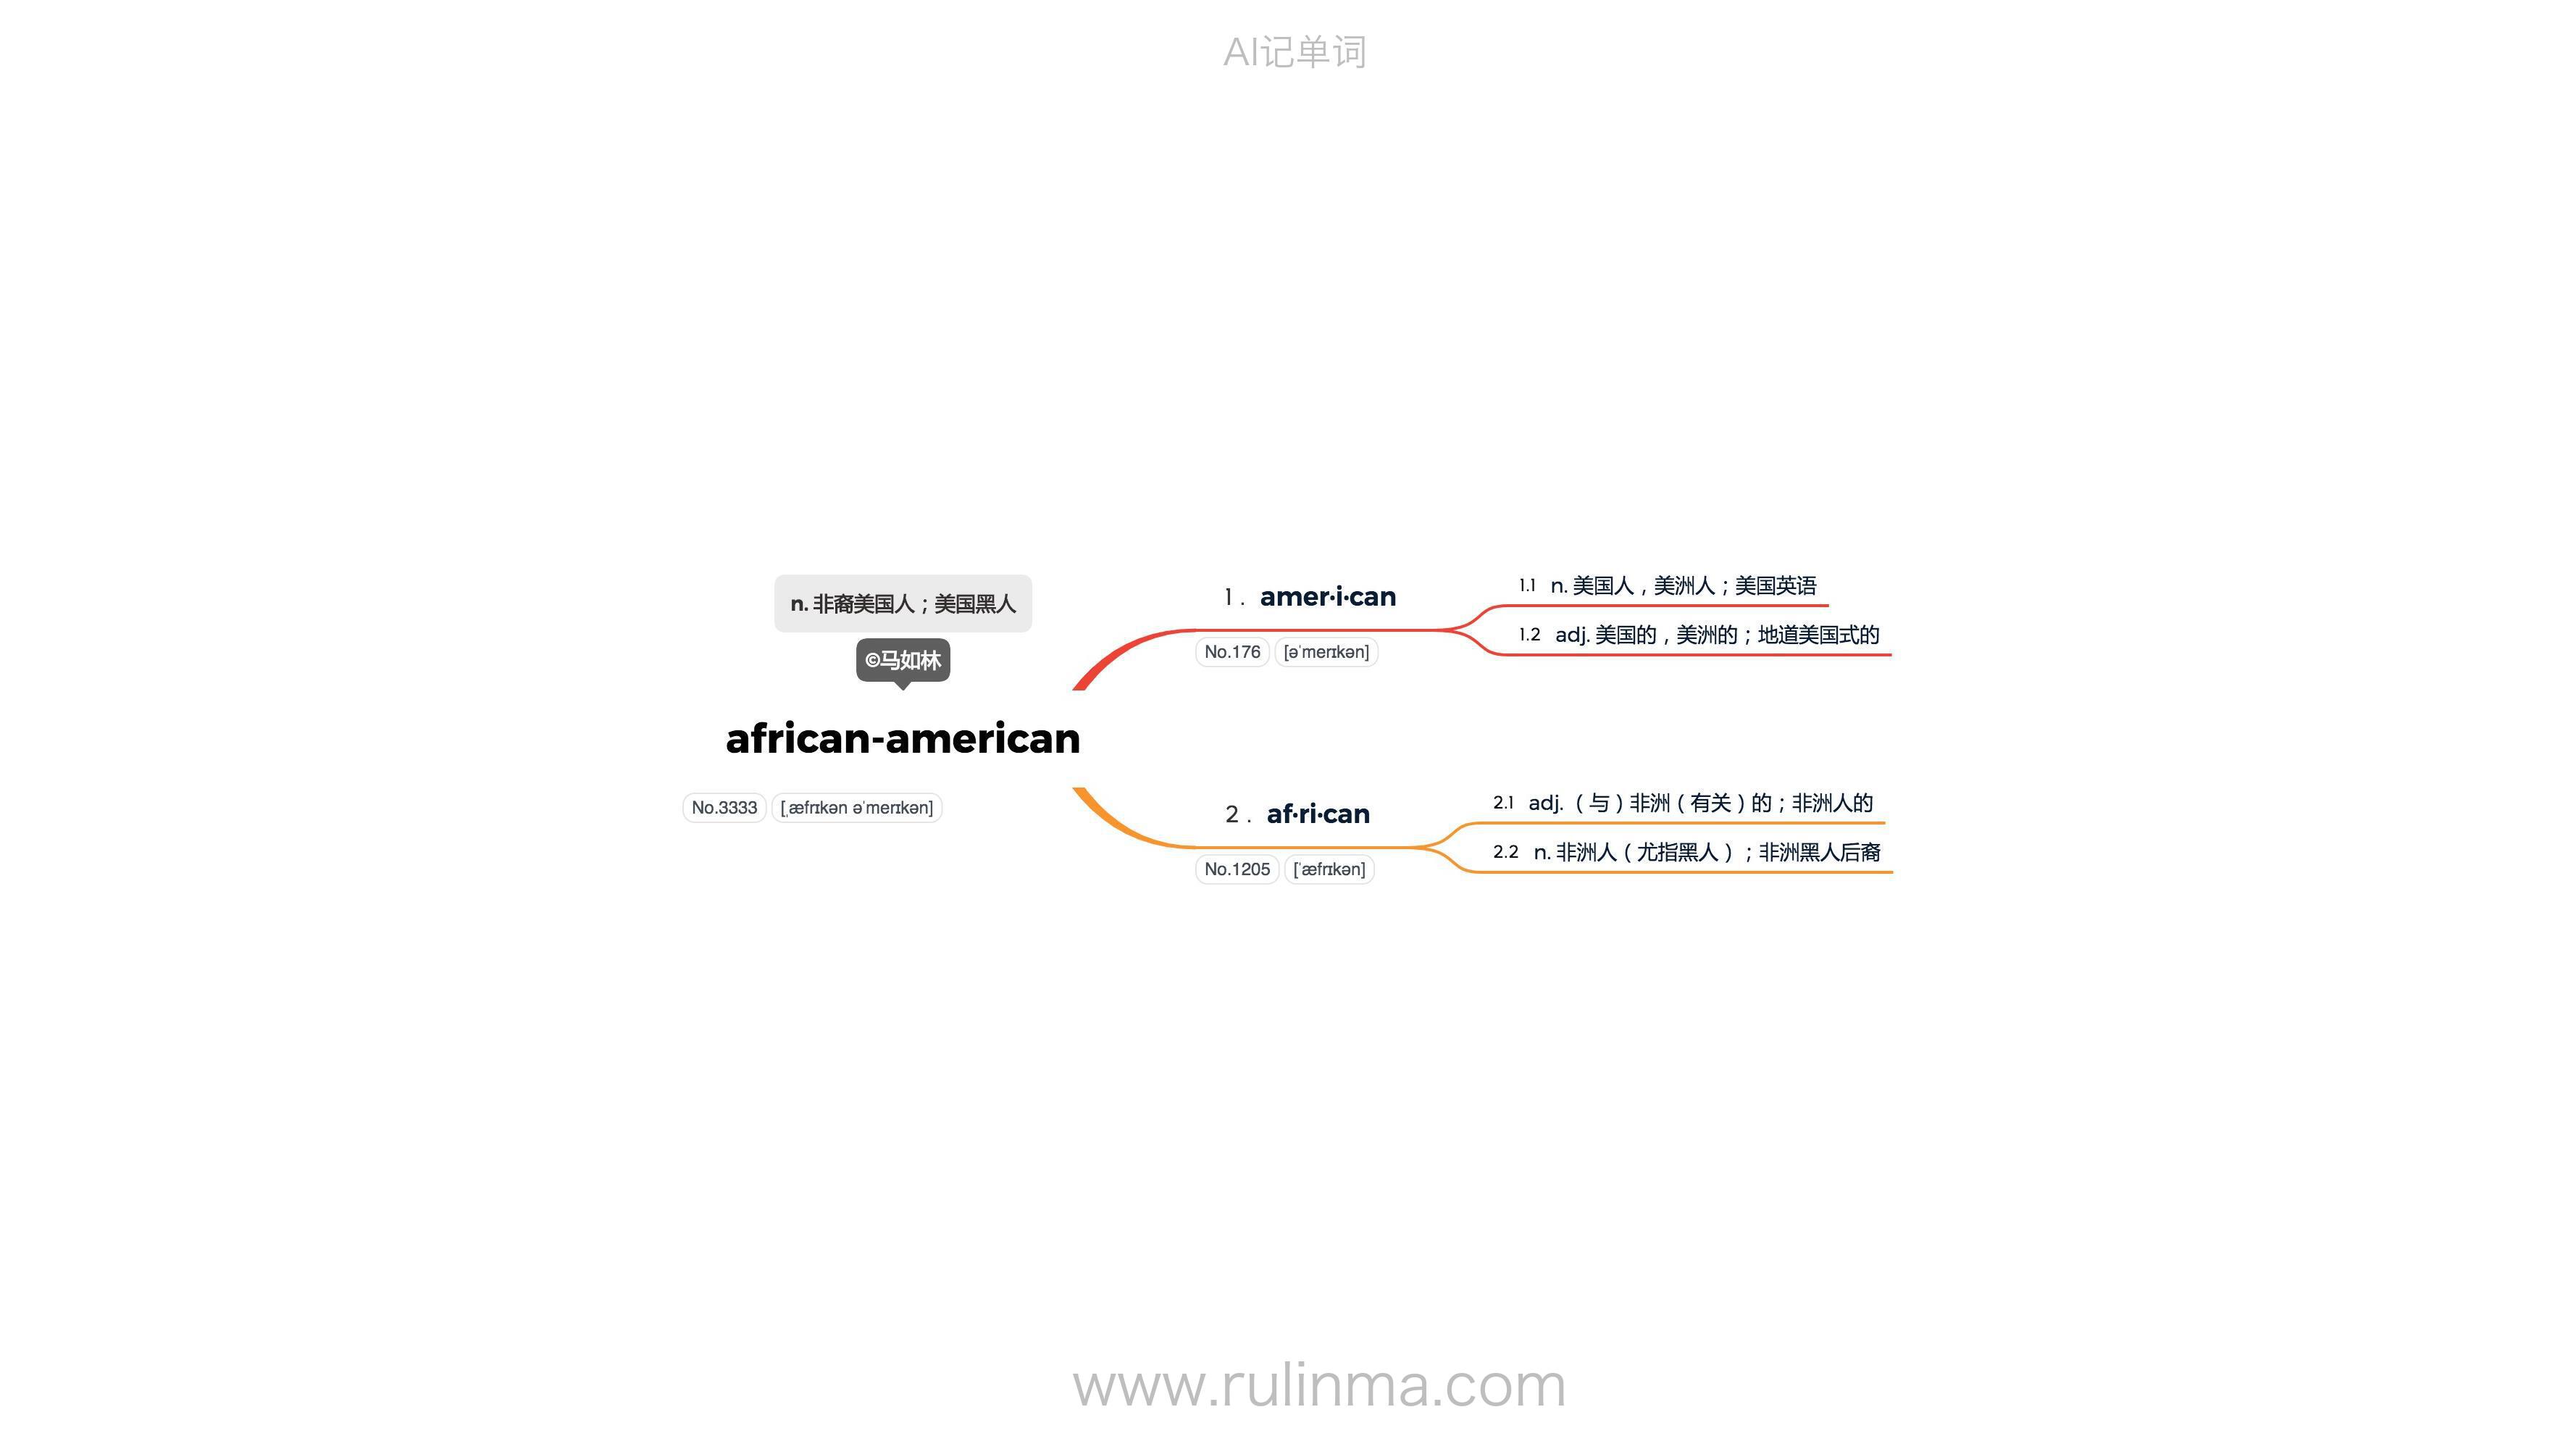 AI记单词
n. 非裔美国人；美国黑人
©马如林
african-american
No.3333 [ˌæfrɪkən əˈmerɪkən]
1. amer·i·can
No.176 [əˈmerɪkən]
1.1 n. 美国人，美洲人；美国英语
1.2 adj. 美国的，美洲的；地道美国式的
2. af·ri·can
No.1205 [ˈæfrɪkən]
2.1 adj.（与）非洲（有关）的；非洲人的
2.2 n. 非洲人（尤指黑人）；非洲黑人后裔
www.rulinma.com